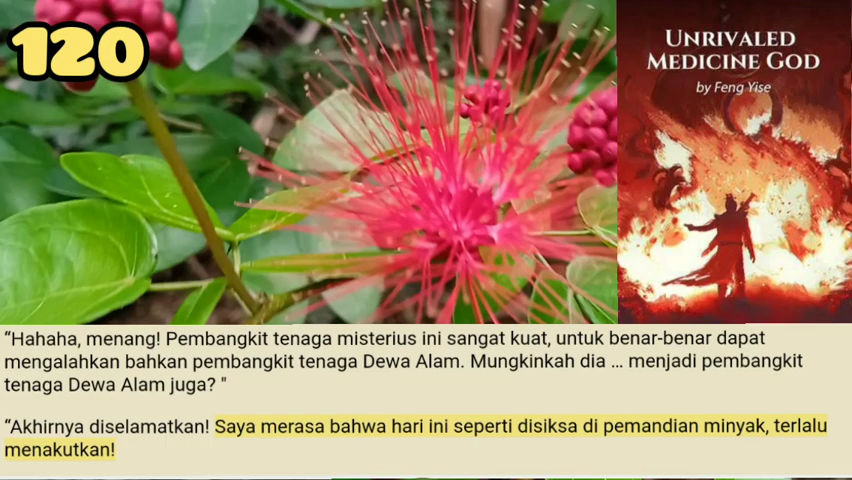 120
UNRIVALED
MEDICINE GOD
by Feng Yise
“Hahaha, menang! Pembangkit tenaga misterius ini sangat kuat, untuk benar-benar dapat
mengalahkan bahkan pembangkit tenaga Dewa Alam. Mungkinkah dia ... menjadi pembangkit
tenaga Dewa Alam juga? "
“Akhirnya diselamatkan! Saya merasa bahwa hari ini seperti disiksa di pemandian minyak, terlalu
menakutkan!